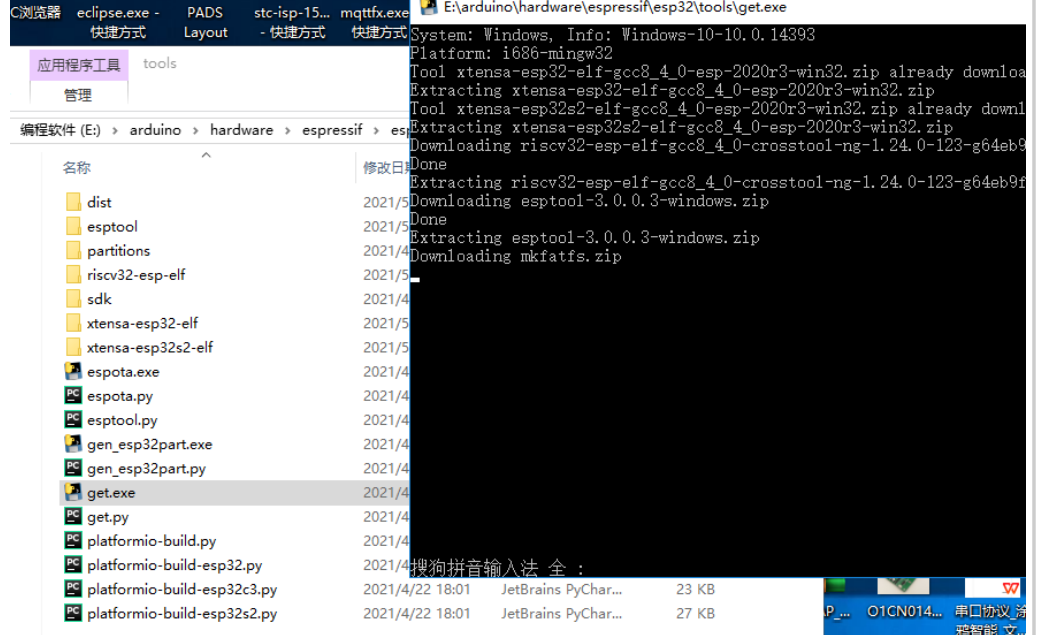 C浏览器 eclipse.exe - PADS stc-isp-15... mqttfx.exe
快捷方式 Layout - 快捷方式 快捷方式
E:\arduino\hardware\espressif\esp32\tools\get.exe
应用程序工具 tools
管理
编程软件 (E:) › arduino › hardware › espressif › esp
名称 修改日期
dist 2021/5
esptool 2021/5
partitions 2021/4
riscv32-esp-elf 2021/5
sdk 2021/4
xtensa-esp32-elf 2021/5
xtensa-esp32s2-elf 2021/5
espota.exe 2021/4
espota.py 2021/4
esptool.py 2021/4
gen_esp32part.exe 2021/4
gen_esp32part.py 2021/4
get.exe 2021/4
get.py 2021/4
platformio-build.py 2021/4
platformio-build-esp32.py 2021/4
platformio-build-esp32c3.py 2021/4/22 18:01 JetBrains PyChar... 23 KB
platformio-build-esp32s2.py 2021/4/22 18:01 JetBrains PyChar... 27 KB
System: Windows, Info: Windows-10-10.0.14393
Platform: i686-mingw32
Tool xtensa-esp32-elf-gcc8_4_0-esp-2020r3-win32.zip already downloa
Extracting xtensa-esp32-elf-gcc8_4_0-esp-2020r3-win32.zip
Tool xtensa-esp32s2-elf-gcc8_4_0-esp-2020r3-win32.zip already downl
Extracting xtensa-esp32s2-elf-gcc8_4_0-esp-2020r3-win32.zip
Downloading riscv32-esp-elf-gcc8_4_0-crosstool-ng-1.24.0-123-g64eb9
Done
Extracting riscv32-esp-elf-gcc8_4_0-crosstool-ng-1.24.0-123-g64eb9f
Downloading esptool-3.0.0.3-windows.zip
Done
Extracting esptool-3.0.0.3-windows.zip
Downloading mkfatfs.zip
搜狗拼音输入法 全 :
P_... O1CN014... 串口协议_涂
鸦智能_文...